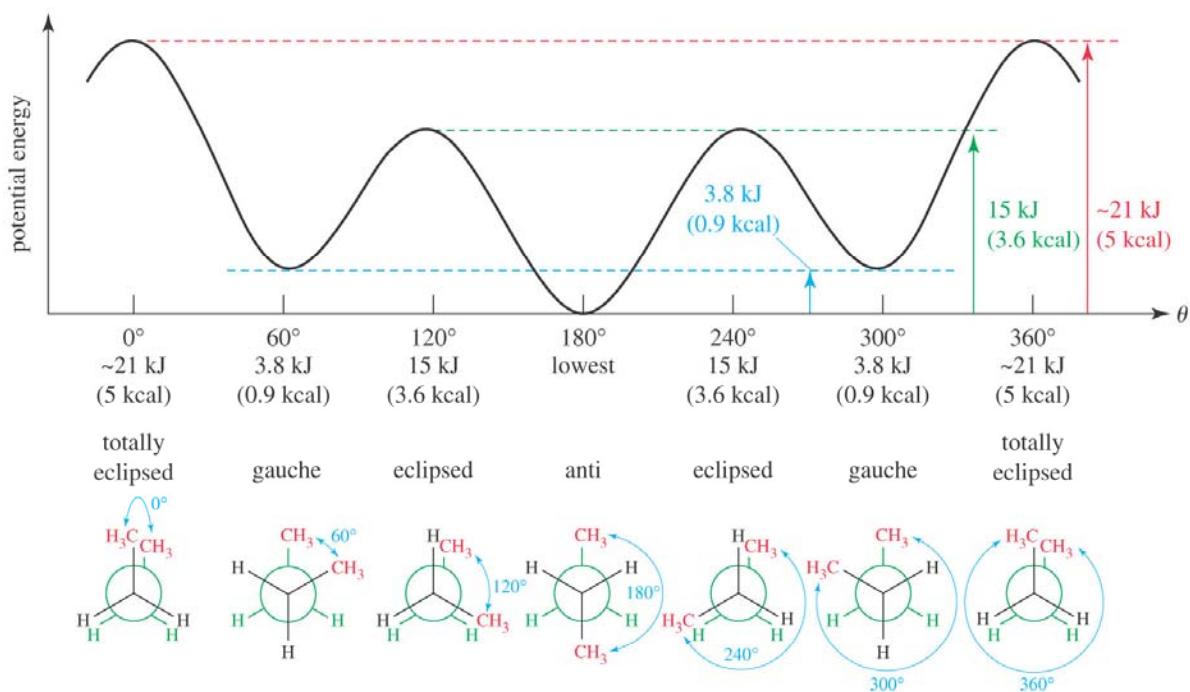 potential energy
3.8 kJ
(0.9 kcal)
15 kJ
(3.6 kcal)
~21 kJ
(5 kcal)
θ
0° 60° 120° 180° 240° 300° 360°
~21 kJ 3.8 kJ 15 kJ lowest 15 kJ 3.8 kJ ~21 kJ
(5 kcal) (0.9 kcal) (3.6 kcal) (3.6 kcal) (0.9 kcal) (5 kcal)
totally
eclipsed
gauche
eclipsed
anti
eclipsed
gauche
totally
eclipsed
0°
H₃C CH₃
H H H H
60°
CH₃
H CH₃
H H
H
H CH₃
120°
H CH₃
H H
CH₃
H H
180°
H H
CH₃
H CH₃
H₃C H
H H
240°
CH₃
H₃C H
H H
H
300°
H₃C CH₃
H H H H
360°